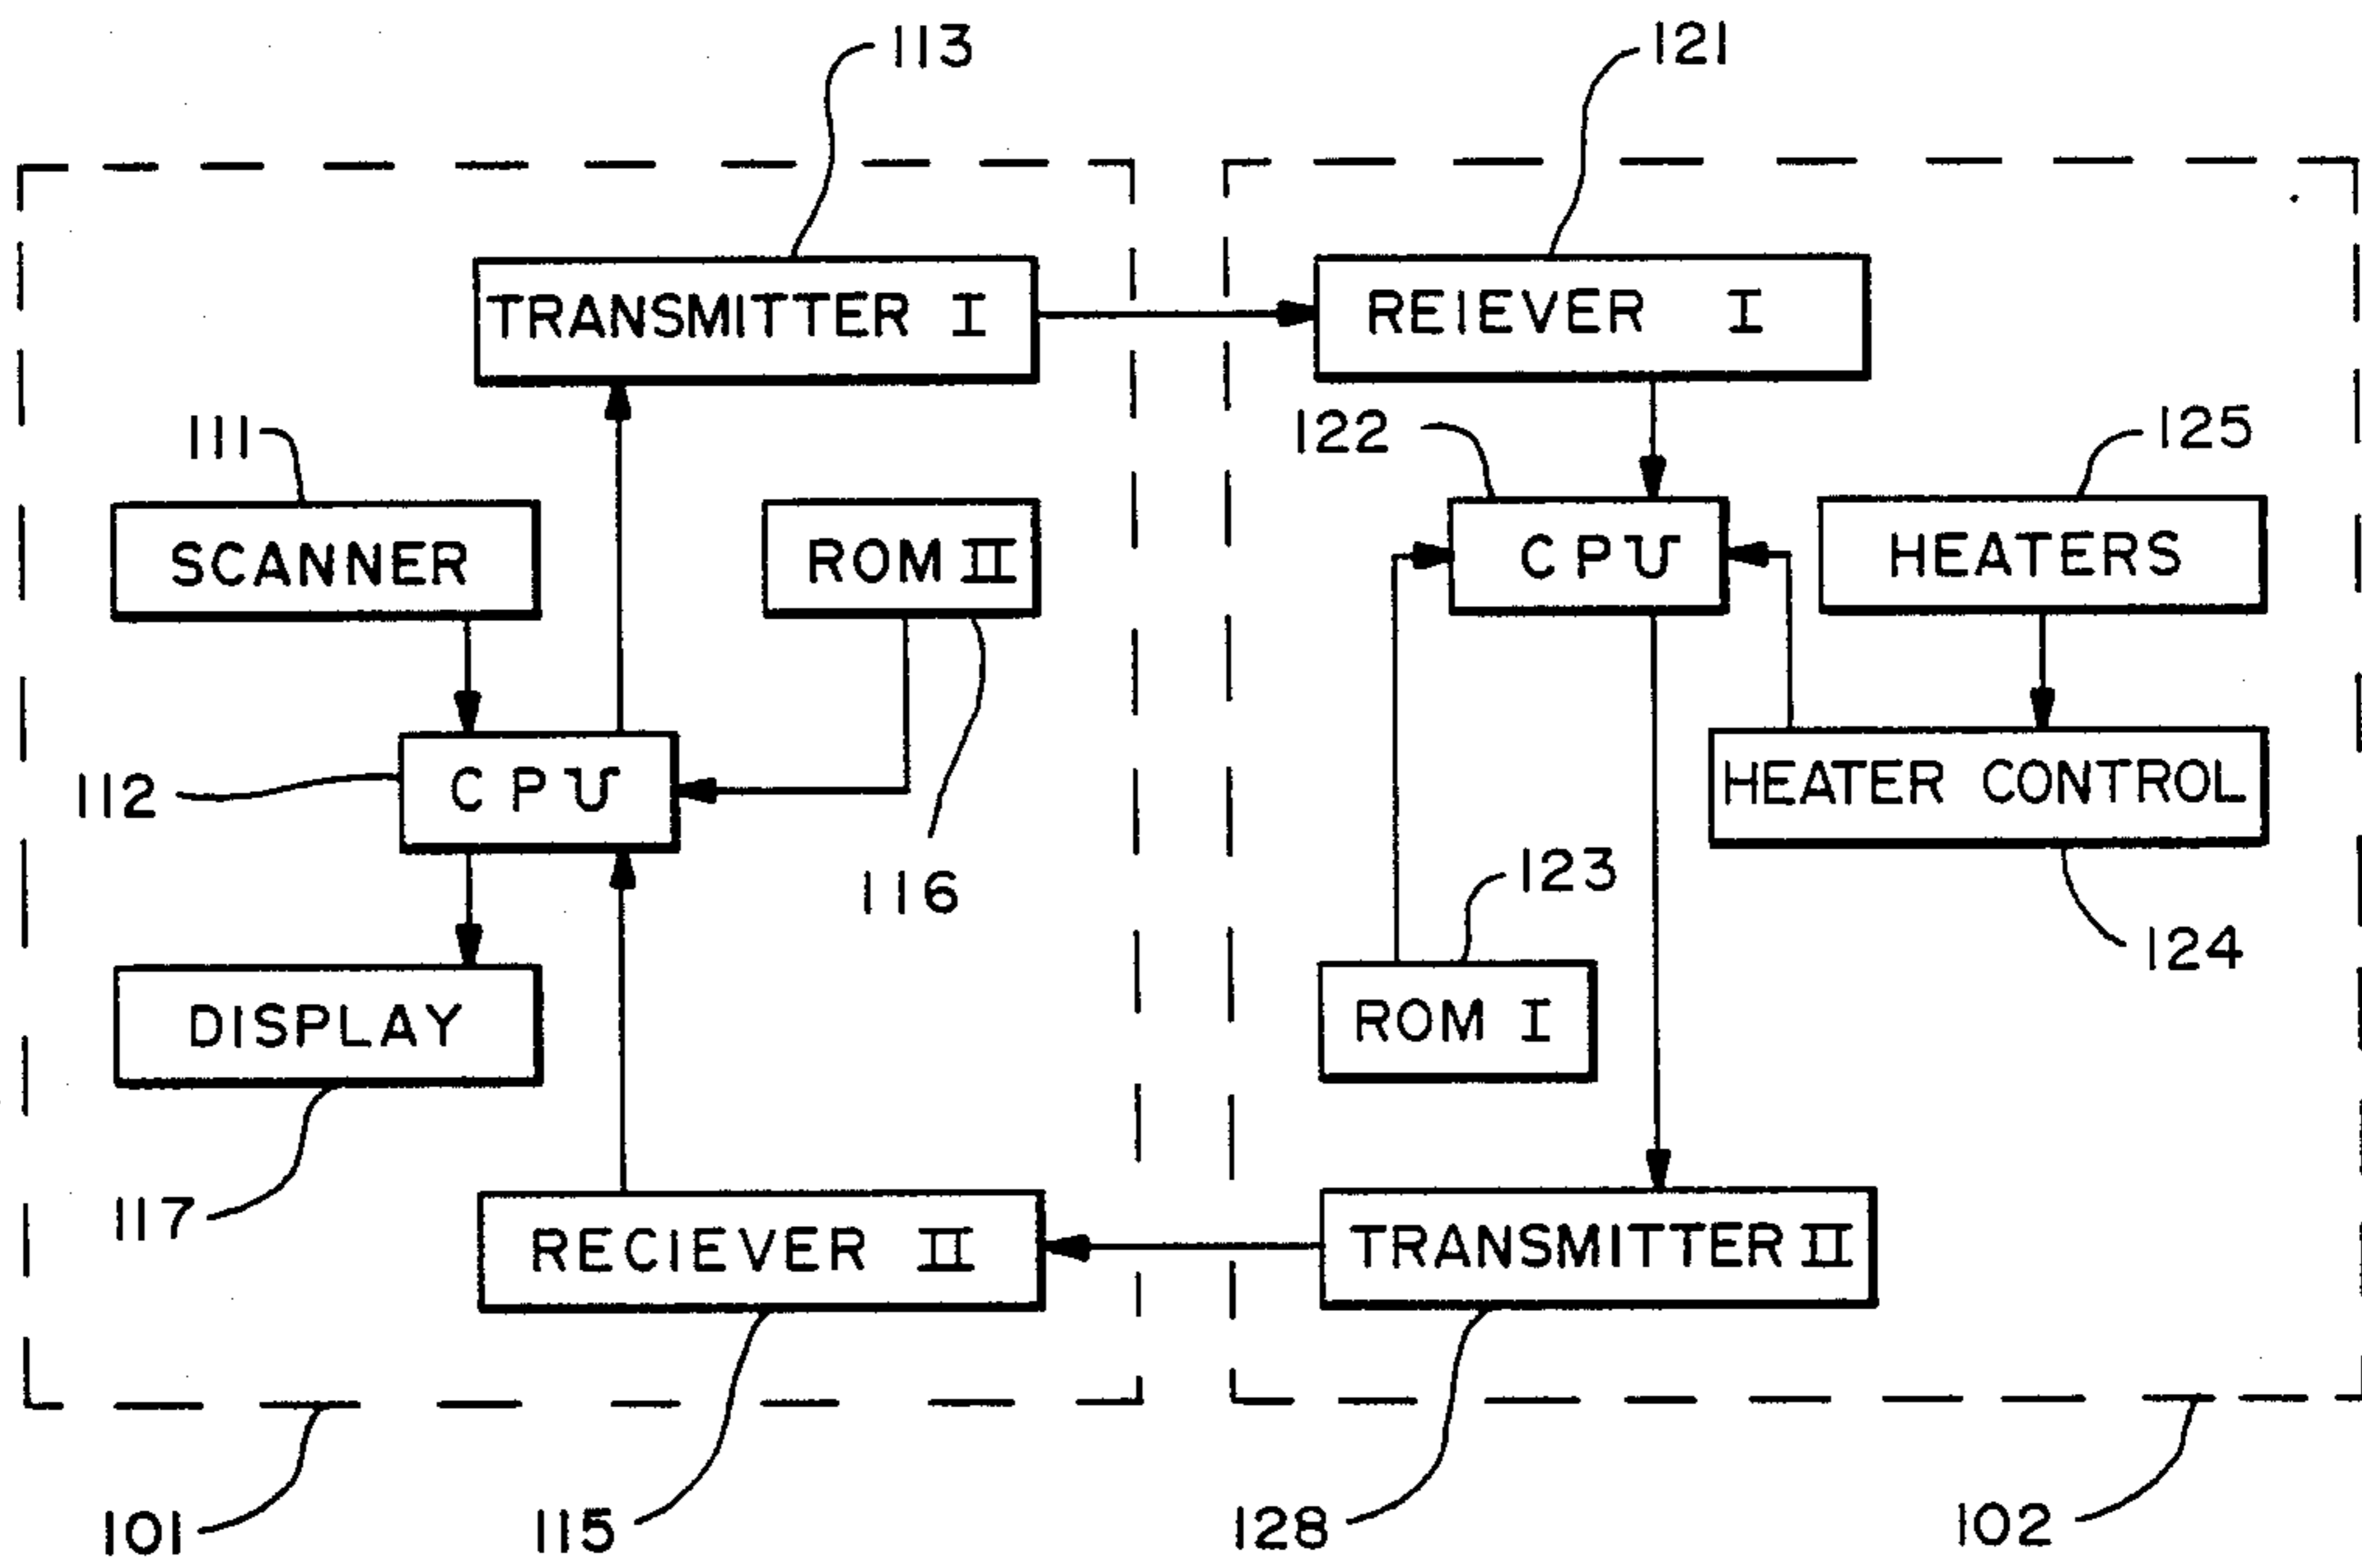 113
121
TRANSMITTER I
REIEVER I
111
122
125
SCANNER
ROM II
CPU
HEATERS
112
CPU
HEATER CONTROL
116
123
124
DISPLAY
ROM I
117
RECIEVER II
TRANSMITTER II
101
115
128
102